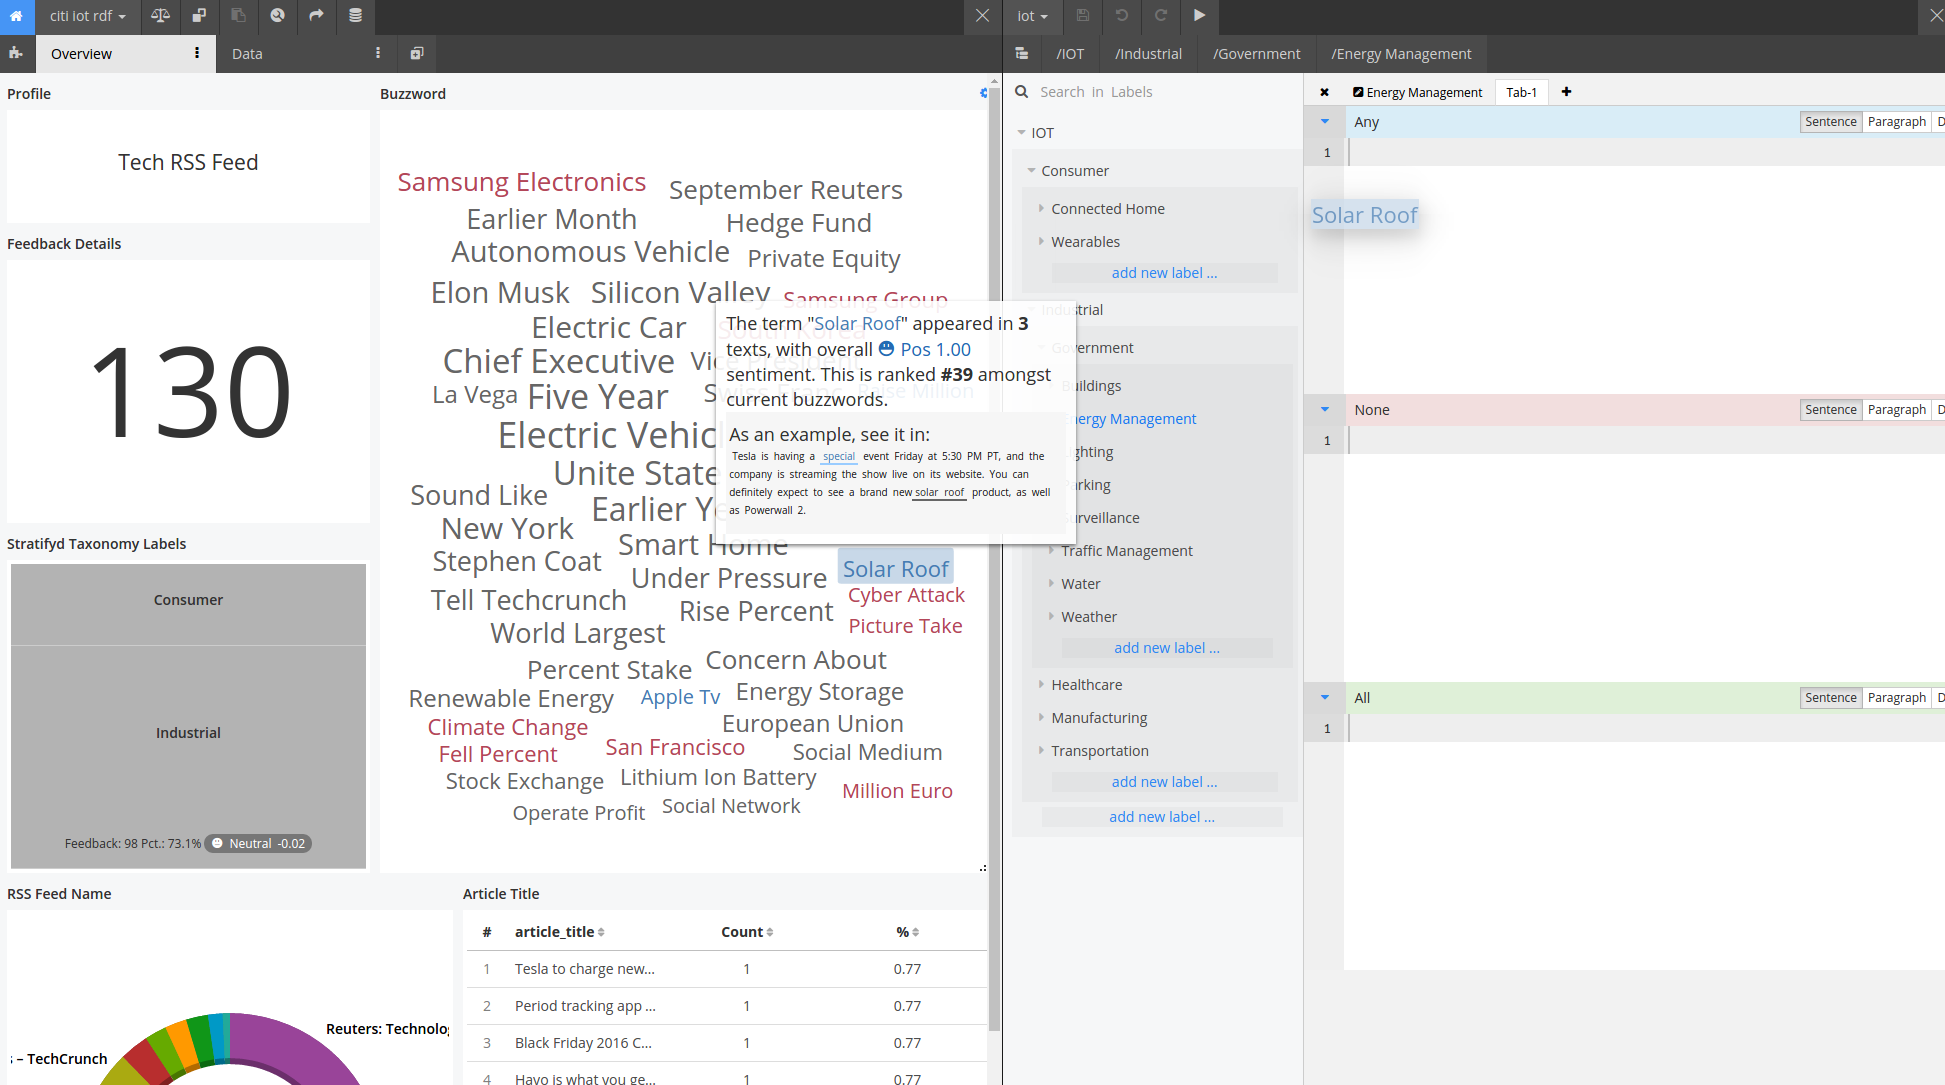 citi iot rdf
iot
Overview
Data
/IOT
/Industrial
/Government
/Energy Management
Profile
Tech RSS Feed
Feedback Details
130
Stratifyd Taxonomy Labels
Consumer
Industrial
Feedback: 98 Pct.: 73.1% Neutral -0.02
Buzzword
Samsung Electronics
September Reuters
Earlier Month
Hedge Fund
Autonomous Vehicle
Private Equity
Elon Musk
Silicon Valley
Samsung Group
Electric Car
South Korea
Chief Executive
Vice President
La Vega
Five Year
Swiss Franc
Raise Million
Electric Vehicl
Unite State
Sound Like
Earlier Ye
New York
Smart Home
Stephen Coat
Under Pressure
Solar Roof
Tell Techcrunch
Cyber Attack
Rise Percent
World Largest
Picture Take
Percent Stake
Concern About
Renewable Energy
Apple Tv
Energy Storage
Climate Change
European Union
Fell Percent
San Francisco
Social Medium
Stock Exchange
Lithium Ion Battery
Million Euro
Operate Profit
Social Network
The term "Solar Roof" appeared in 3
texts, with overall Pos 1.00
sentiment. This is ranked #39 amongst
current buzzwords.
As an example, see it in:
Tesla is having a special event Friday at 5:30 PM PT, and the
company is streaming the show live on its website. You can
definitely expect to see a brand new solar roof product, as well
as Powerwall 2.
RSS Feed Name
Reuters: Technolo
s – TechCrunch
Article Title
# article_title Count %
1 Tesla to charge new... 1 0.77
2 Period tracking app ... 1 0.77
3 Black Friday 2016 C... 1 0.77
4 Havo is what you ge... 1 0.77
Search in Labels
IOT
Consumer
Connected Home
Wearables
add new label ...
Industrial
Government
Buildings
Energy Management
ghting
arking
urveillance
Traffic Management
Water
Weather
add new label ...
Healthcare
Manufacturing
Transportation
add new label ...
add new label ...
Energy Management
Tab-1
Any
Sentence Paragraph D
1
Solar Roof
None
Sentence Paragraph D
1
All
Sentence Paragraph D
1